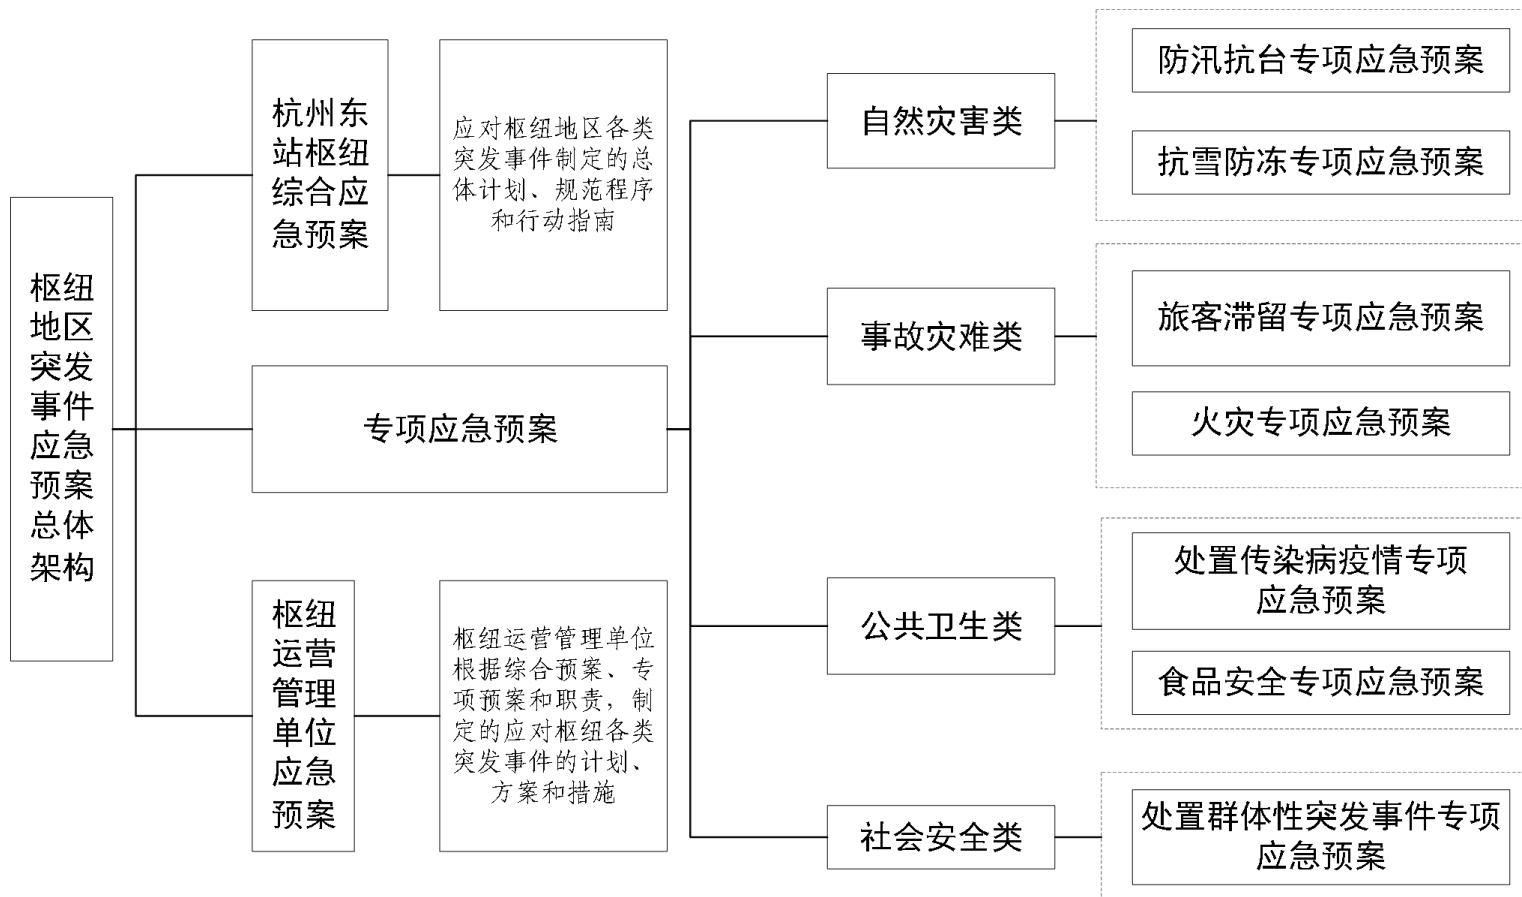 枢纽
地区
突发
事件
应急
预案
总体
架构
杭州东
站枢纽
综合应
急预案
应对枢纽地区各类
突发事件制定的总
体计划、规范程序
和行动指南
专项应急预案
枢纽
运营
管理
单位
应急
预案
枢纽运营管理单位
根据综合预案、专
项预案和职责，制
定的应对枢纽各类
突发事件的计划、
方案和措施
自然灾害类
防汛抗台专项应急预案
抗雪防冻专项应急预案
事故灾难类
旅客滞留专项应急预案
火灾专项应急预案
公共卫生类
处置传染病疫情专项
应急预案
食品安全专项应急预案
社会安全类
处置群体性突发事件专项
应急预案